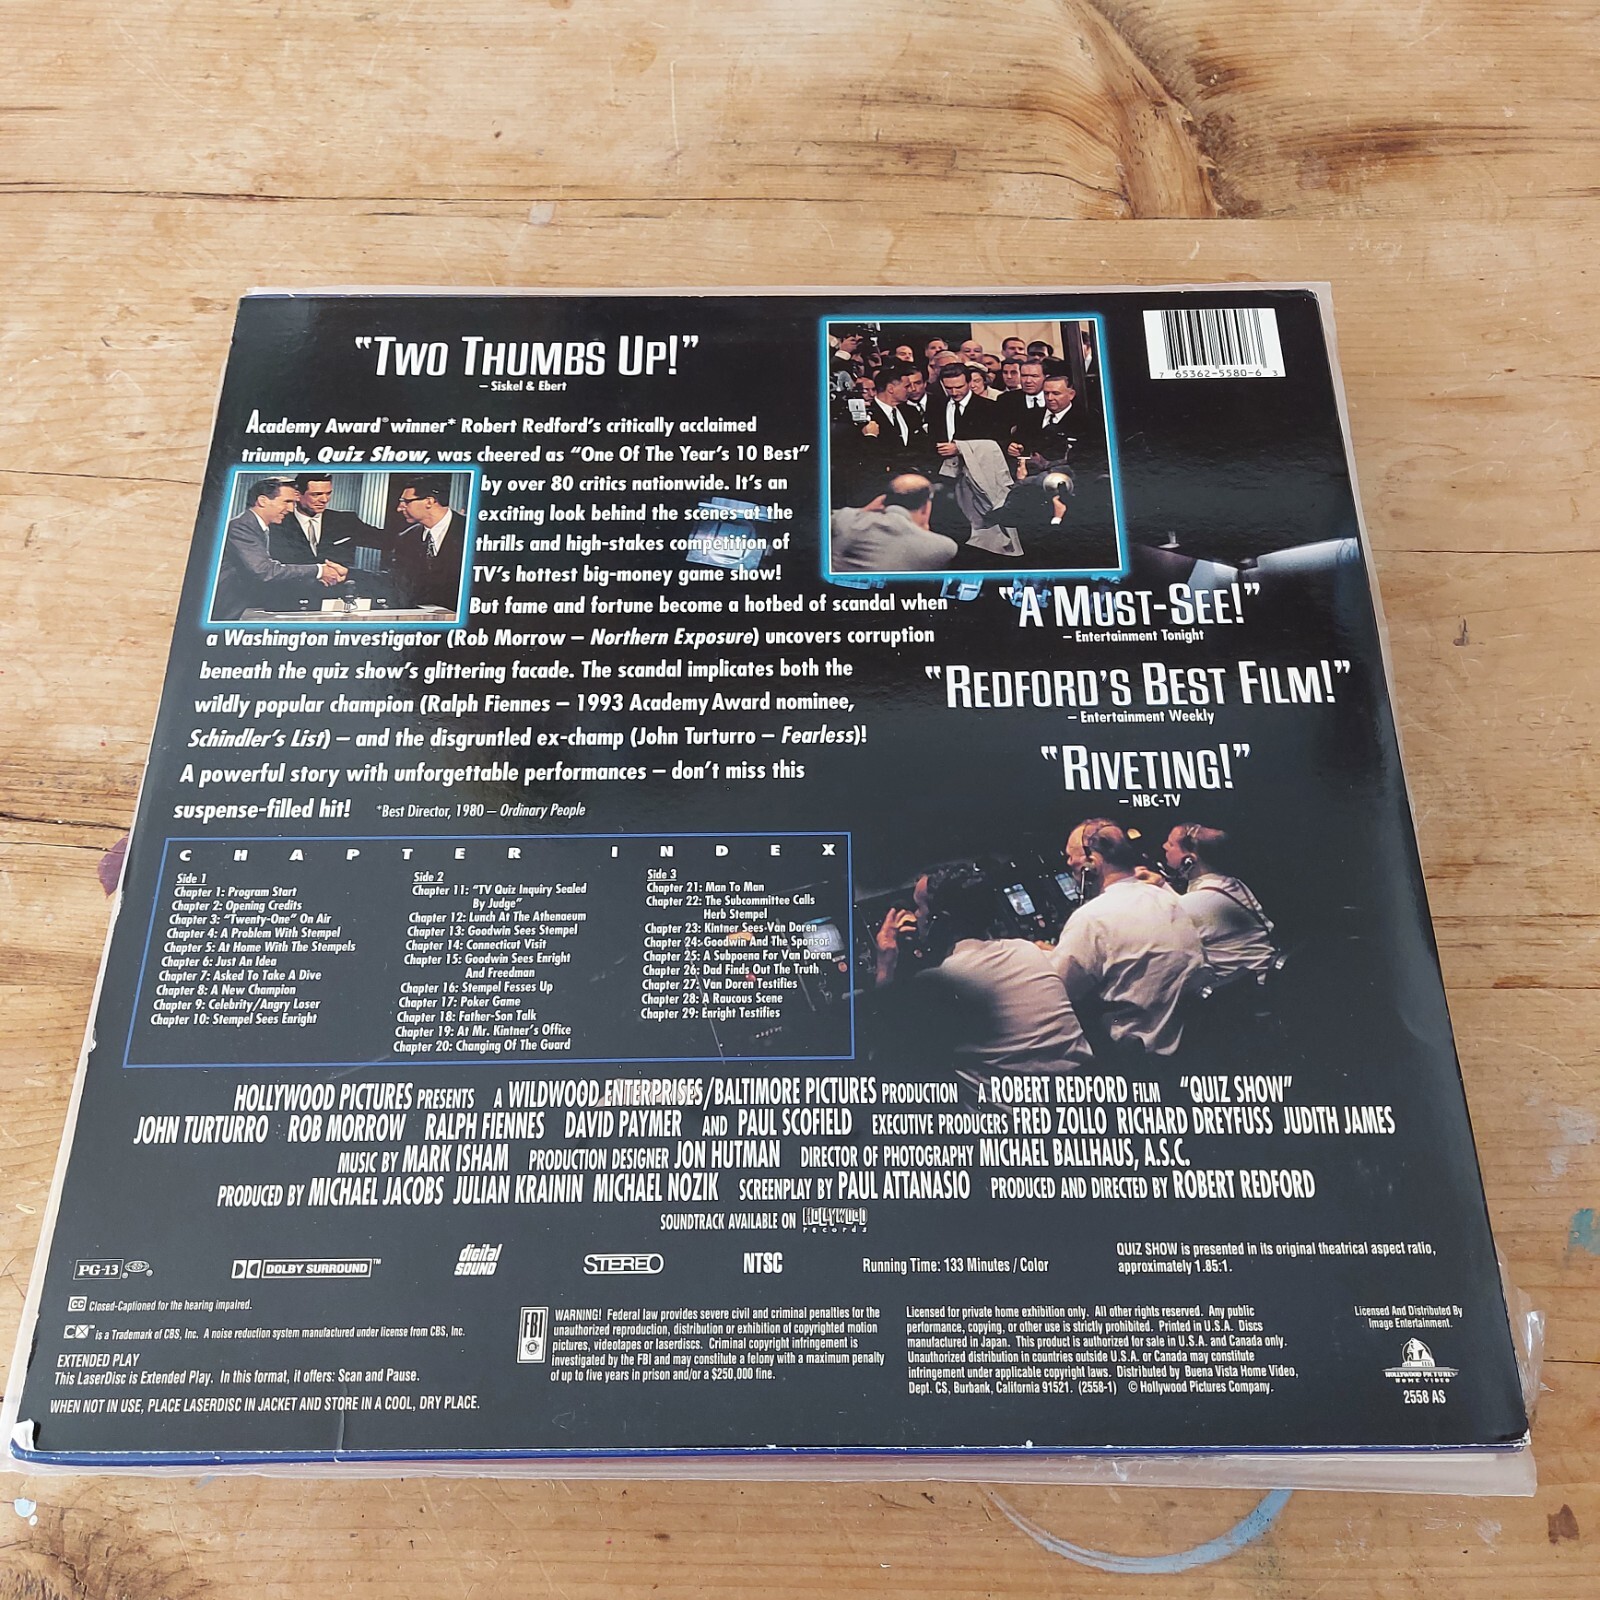 "TWO THUMBS UP!"
– Siskel & Ebert
Academy Award® winner* Robert Redford's critically acclaimed
triumph, Quiz Show, was cheered as "One Of The Year's 10 Best"
by over 80 critics nationwide. It's an
exciting look behind the scenes at the
thrills and high-stakes competition of
TV's hottest big-money game show!
But fame and fortune become a hotbed of scandal when
a Washington investigator (Rob Morrow – Northern Exposure) uncovers corruption
beneath the quiz show's glittering facade. The scandal implicates both the
wildly popular champion (Ralph Fiennes – 1993 Academy Award nominee,
Schindler's List) – and the disgruntled ex-champ (John Turturro – Fearless)!
A powerful story with unforgettable performances – don't miss this
suspense-filled hit! *Best Director, 1980 – Ordinary People
7 65362-5580-6 3
"A MUST-SEE!"
– Entertainment Tonight
"REDFORD'S BEST FILM!"
– Entertainment Weekly
"RIVETING!"
– NBC-TV
CHAPTER INDEX
Side 1
Chapter 1: Program Start
Chapter 2: Opening Credits
Chapter 3: "Twenty-One" On Air
Chapter 4: A Problem With Stempel
Chapter 5: At Home With The Stempels
Chapter 6: Just An Idea
Chapter 7: Asked To Take A Dive
Chapter 8: A New Champion
Chapter 9: Celebrity/Angry Loser
Chapter 10: Stempel Sees Enright
Side 2
Chapter 11: "TV Quiz Inquiry Sealed
By Judge"
Chapter 12: Lunch At The Athenaeum
Chapter 13: Goodwin Sees Stempel
Chapter 14: Connecticut Visit
Chapter 15: Goodwin Sees Enright
And Freedman
Chapter 16: Stempel Fesses Up
Chapter 17: Poker Game
Chapter 18: Father-Son Talk
Chapter 19: At Mr. Kintner's Office
Chapter 20: Changing Of The Guard
Side 3
Chapter 21: Man To Man
Chapter 22: The Subcommittee Calls
Herb Stempel
Chapter 23: Kintner Sees Van Doren
Chapter 24: Goodwin And The Sponsor
Chapter 25: A Subpoena For Van Doren
Chapter 26: Dad Finds Out The Truth
Chapter 27: Van Doren Testifies
Chapter 28: A Raucous Scene
Chapter 29: Enright Testifies
HOLLYWOOD PICTURES PRESENTS A WILDWOOD ENTERPRISES/BALTIMORE PICTURES PRODUCTION A ROBERT REDFORD FILM "QUIZ SHOW"
JOHN TURTURRO ROB MORROW RALPH FIENNES DAVID PAYMER AND PAUL SCOFIELD EXECUTIVE PRODUCERS FRED ZOLLO RICHARD DREYFUSS JUDITH JAMES
MUSIC BY MARK ISHAM PRODUCTION DESIGNER JON HUTMAN DIRECTOR OF PHOTOGRAPHY MICHAEL BALLHAUS, A.S.C.
PRODUCED BY MICHAEL JACOBS JULIAN KRAININ MICHAEL NOZIK SCREENPLAY BY PAUL ATTANASIO PRODUCED AND DIRECTED BY ROBERT REDFORD
SOUNDTRACK AVAILABLE ON HOLLYWOOD records
PG-13 DOLBY SURROUND™ digital SOUND STEREO NTSC Running Time: 133 Minutes / Color
QUIZ SHOW is presented in its original theatrical aspect ratio,
approximately 1.85:1.
CC Closed-Captioned for the hearing impaired.
CX™ is a Trademark of CBS, Inc. A noise reduction system manufactured under license from CBS, Inc.
EXTENDED PLAY
This LaserDisc is Extended Play. In this format, it offers: Scan and Pause.
WHEN NOT IN USE, PLACE LASERDISC IN JACKET AND STORE IN A COOL, DRY PLACE.
FBI
WARNING! Federal law provides severe civil and criminal penalties for the
unauthorized reproduction, distribution or exhibition of copyrighted motion
pictures, videotapes or laserdiscs. Criminal copyright infringement is
investigated by the FBI and may constitute a felony with a maximum penalty
of up to five years in prison and/or a $250,000 fine.
Licensed for private home exhibition only. All other rights reserved. Any public
performance, copying, or other use is strictly prohibited. Printed in U.S.A. Discs
manufactured in Japan. This product is authorized for sale in U.S.A. and Canada only.
Unauthorized distribution in countries outside U.S.A. or Canada may constitute
infringement under applicable copyright laws. Distributed by Buena Vista Home Video,
Dept. CS, Burbank, California 91521. (2558-1) © Hollywood Pictures Company.
Licensed And Distributed By
Image Entertainment.
HOLLYWOOD PICTURES
HOME VIDEO
2558 AS